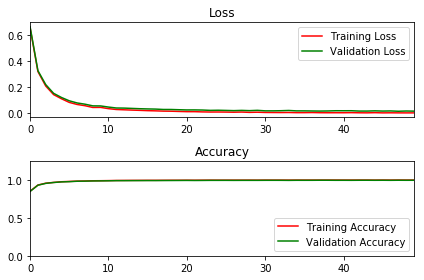 Loss
0.6
0.4
0.2
0.0
Training Loss
Validation Loss
0 10 20 30 40
Accuracy
1.0
0.5
0.0
Training Accuracy
Validation Accuracy
0 10 20 30 40